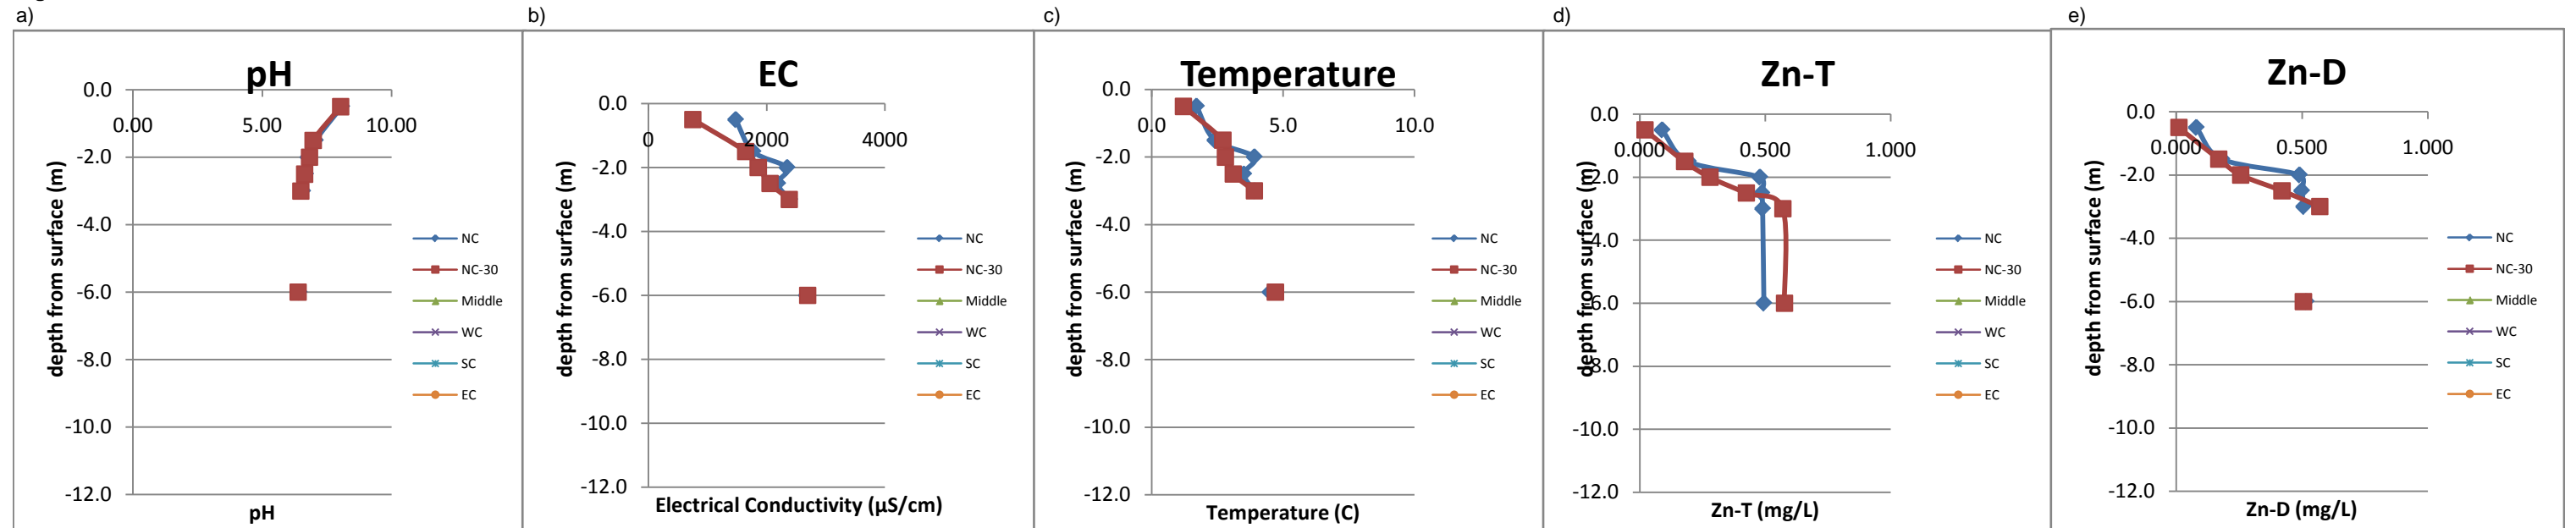 a)
pH
0.0
0.00 5.00 10.00
-2.0
-4.0
-6.0
-8.0
-10.0
-12.0
depth from surface (m)
pH
NC
NC-30
Middle
WC
SC
EC
b)
EC
0.0
0 2000 4000
-2.0
-4.0
-6.0
-8.0
-10.0
-12.0
depth from surface (m)
Electrical Conductivity (µS/cm)
NC
NC-30
Middle
WC
SC
EC
c)
Temperature
0.0
0.0 5.0 10.0
-2.0
-4.0
-6.0
-8.0
-10.0
-12.0
depth from surface (m)
Temperature (C)
NC
NC-30
Middle
WC
SC
EC
d)
Zn-T
0.0
0.000 0.500 1.000
-2.0
-4.0
-6.0
-8.0
-10.0
-12.0
depth from surface (m)
Zn-T (mg/L)
NC
NC-30
Middle
WC
SC
EC
e)
Zn-D
0.0
0.000 0.500 1.000
-2.0
-4.0
-6.0
-8.0
-10.0
-12.0
depth from surface (m)
Zn-D (mg/L)
NC
NC-30
Middle
WC
SC
EC